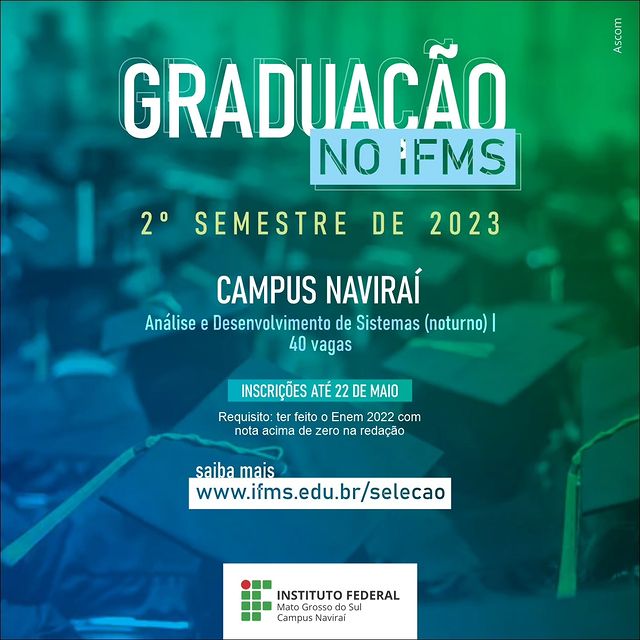 Ascom
GRADUAÇÃO
NO IFMS
2º SEMESTRE DE 2023
CAMPUS NAVIRAÍ
Análise e Desenvolvimento de Sistemas (noturno) |
40 vagas
INSCRIÇÕES ATÉ 22 DE MAIO
Requisito: ter feito o Enem 2022 com
nota acima de zero na redação
saiba mais
www.ifms.edu.br/selecao
INSTITUTO FEDERAL
Mato Grosso do Sul
Campus Naviraí